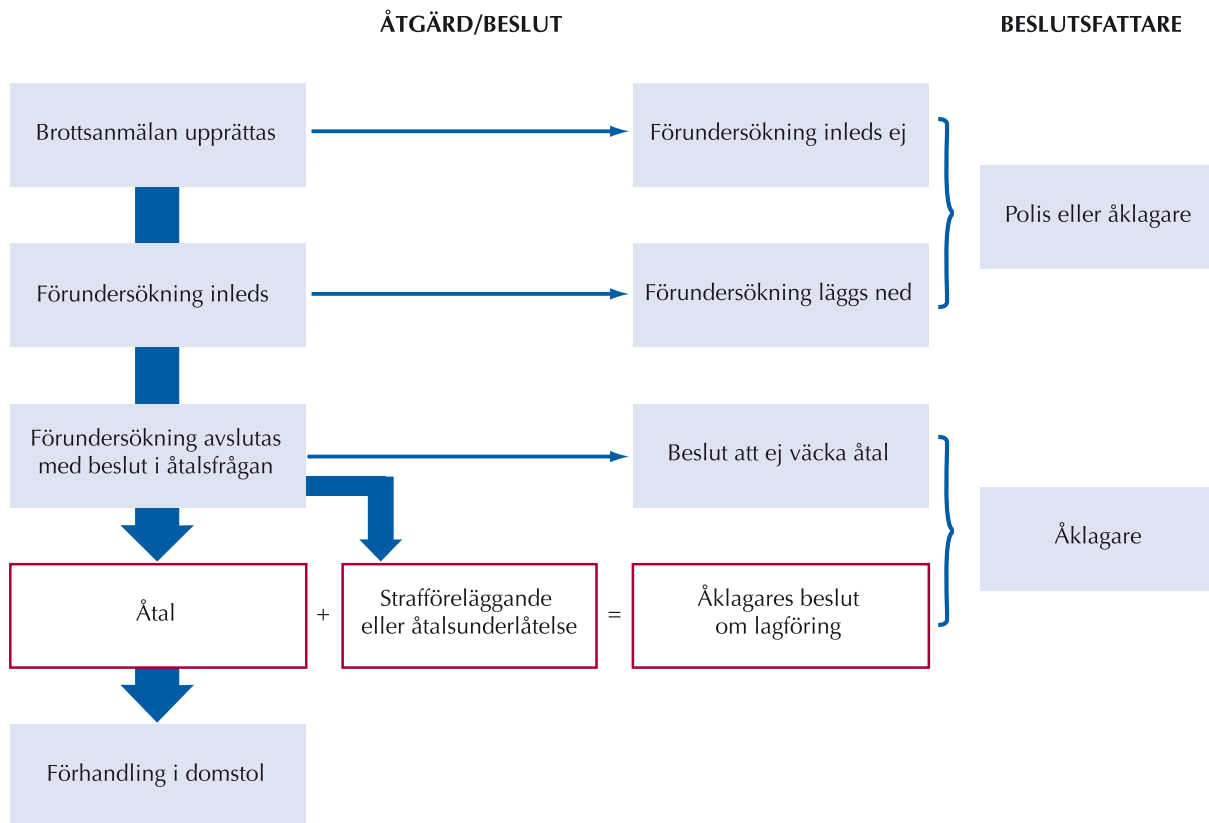 ÅTGÄRD/BESLUT
BESLUTSFATTARE
Brottsanmälan upprättas
Förundersökning inleds ej
Polis eller åklagare
Förundersökning inleds
Förundersökning läggs ned
Förundersökning avslutas
med beslut i åtalsfrågan
Beslut att ej väcka åtal
Åklagare
Åtal
+
Strafföreläggande
eller åtalsunderlåtelse
=
Åklagares beslut
om lagföring
Förhandling i domstol